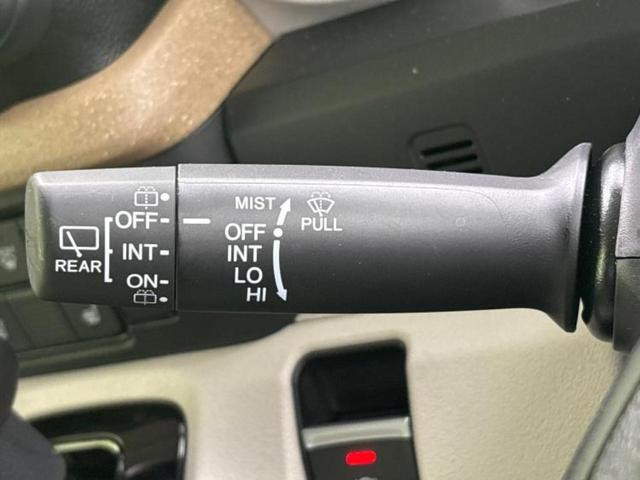 REAR
OFF
INT
ON
MIST
OFF
INT
LO
HI
PULL